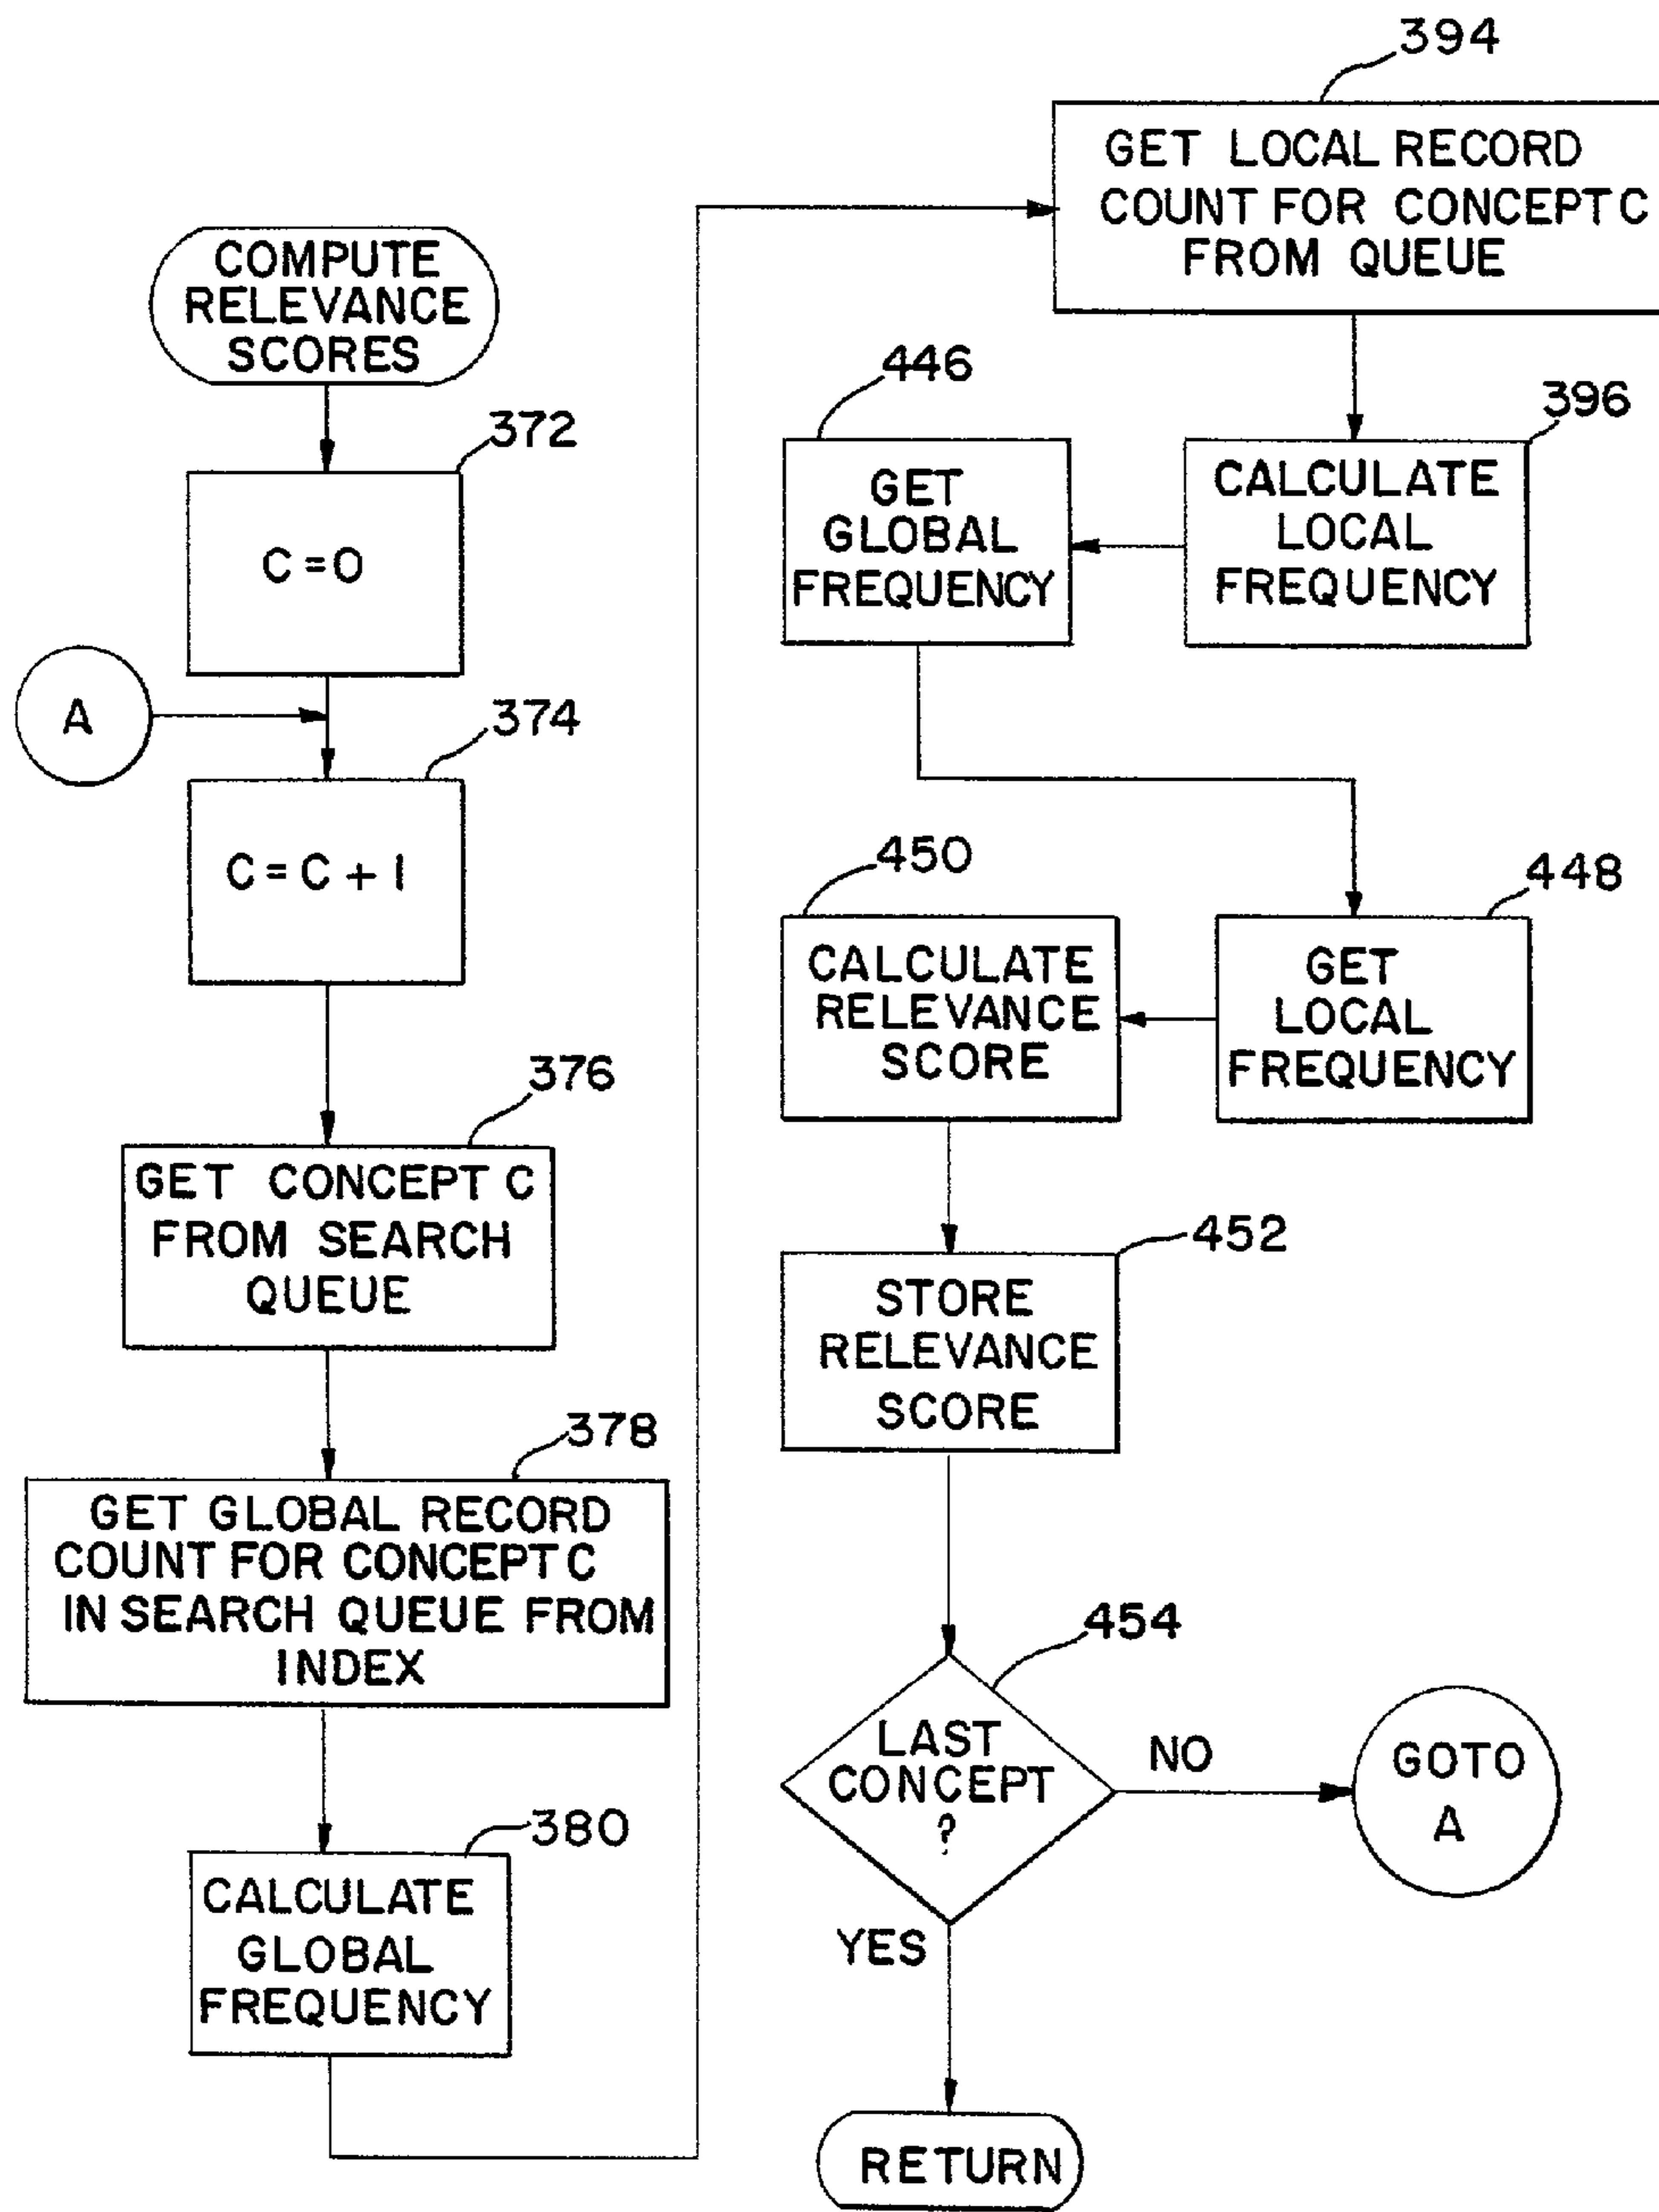 COMPUTE
RELEVANCE
SCORES
372
C = 0
A
374
C = C + 1
376
GET CONCEPT C
FROM SEARCH
QUEUE
378
GET GLOBAL RECORD
COUNT FOR CONCEPT C
IN SEARCH QUEUE FROM
INDEX
380
CALCULATE
GLOBAL
FREQUENCY
394
GET LOCAL RECORD
COUNT FOR CONCEPT C
FROM QUEUE
396
CALCULATE
LOCAL
FREQUENCY
446
GET
GLOBAL
FREQUENCY
448
GET
LOCAL
FREQUENCY
450
CALCULATE
RELEVANCE
SCORE
452
STORE
RELEVANCE
SCORE
454
LAST
CONCEPT
?
NO
GOTO
A
YES
RETURN